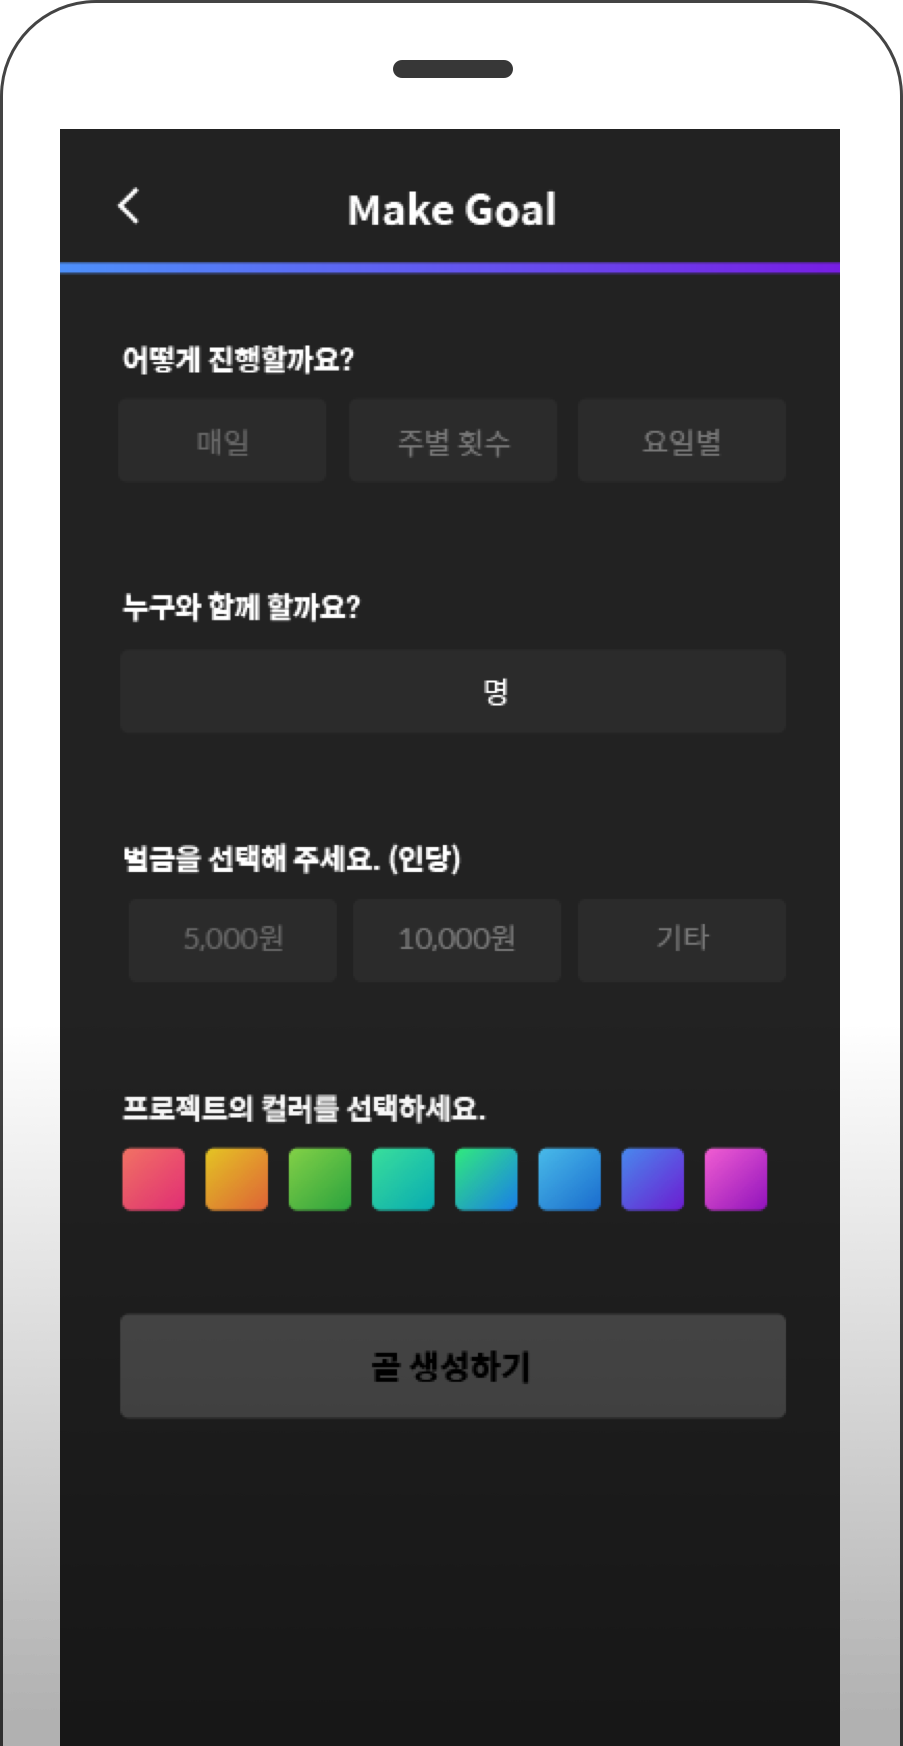 Make Goal
어떻게 진행할까요?
매일 주별 횟수 요일별
누구와 함께 할까요?
명
벌금을 선택해 주세요. (인당)
5,000원 10,000원 기타
프로젝트의 컬러를 선택하세요.
골 생성하기